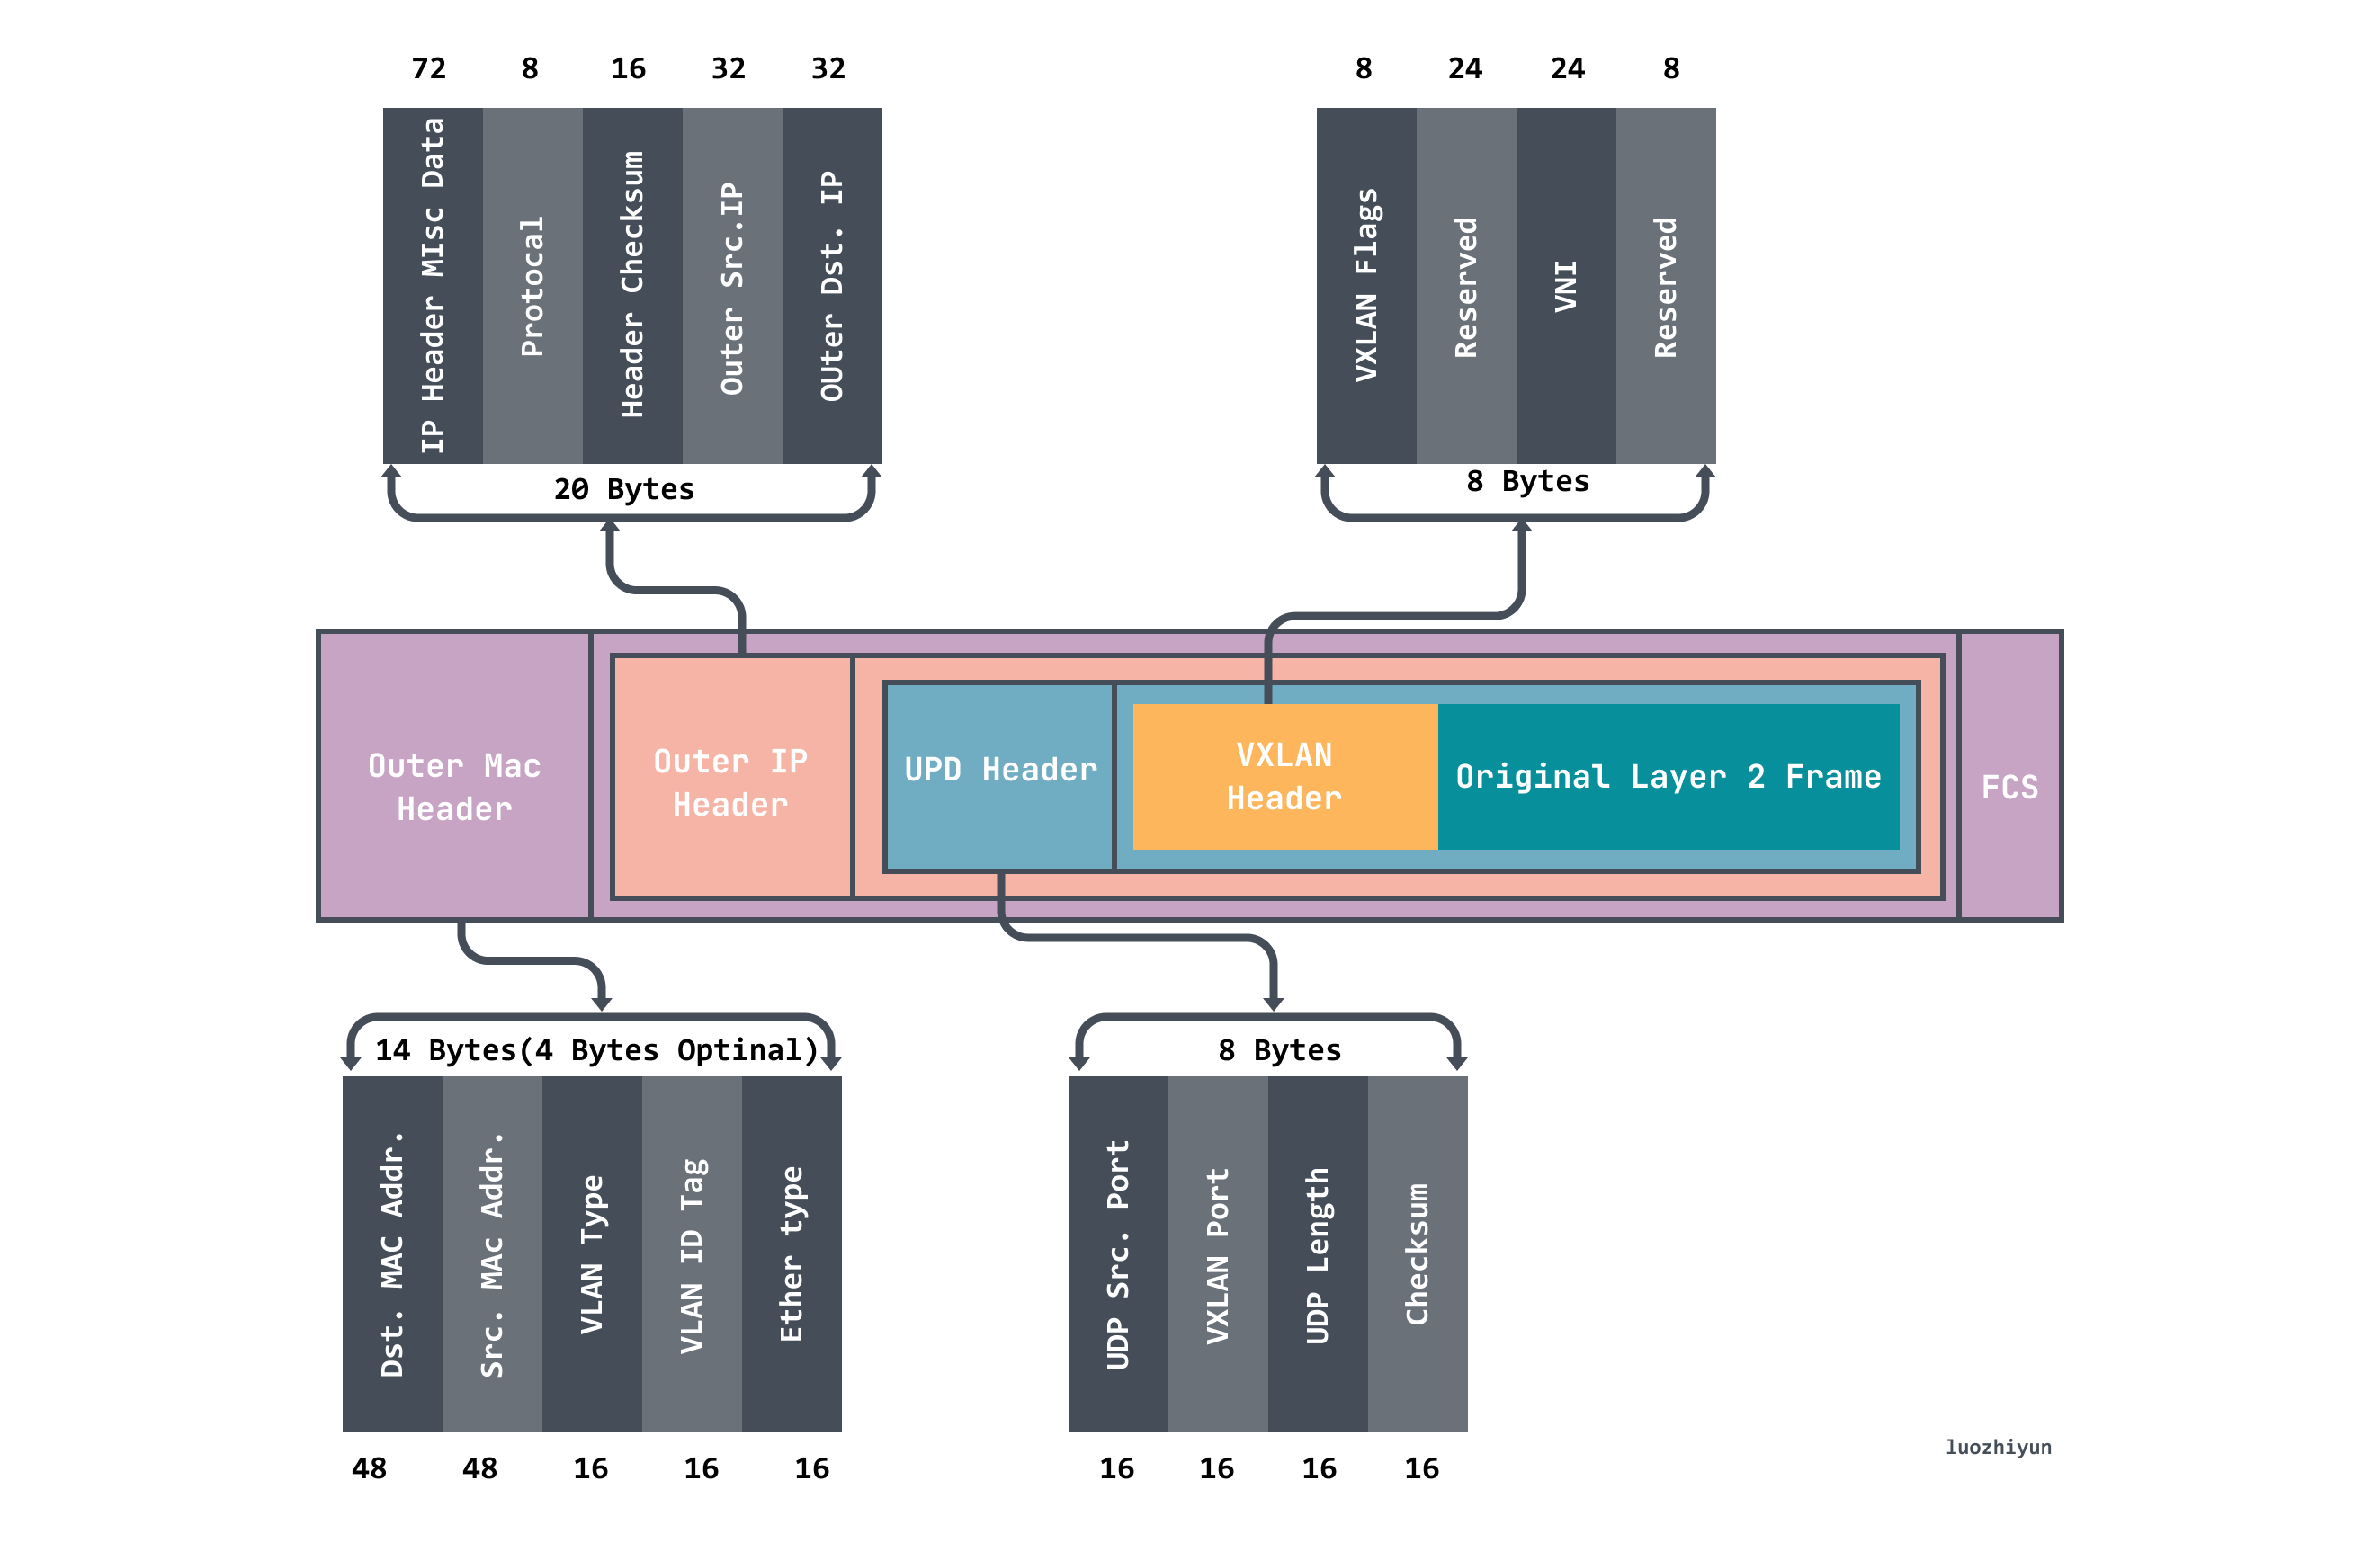 72 8 16 32 32
IP Header MIsc Data
Protocal
Header Checksum
Outer Src.IP
OUter Dst. IP
20 Bytes
8 24 24 8
VXLAN Flags
Reserved
VNI
Reserved
8 Bytes
Outer Mac
Header
Outer IP
Header
UPD Header
VXLAN
Header
Original Layer 2 Frame
FCS
14 Bytes(4 Bytes Optinal)
Dst. MAC Addr.
Src. MAc Addr.
VLAN Type
VLAN ID Tag
Ether type
48 48 16 16 16
8 Bytes
UDP Src. Port
VXLAN Port
UDP Length
Checksum
16 16 16 16
luozhiyun